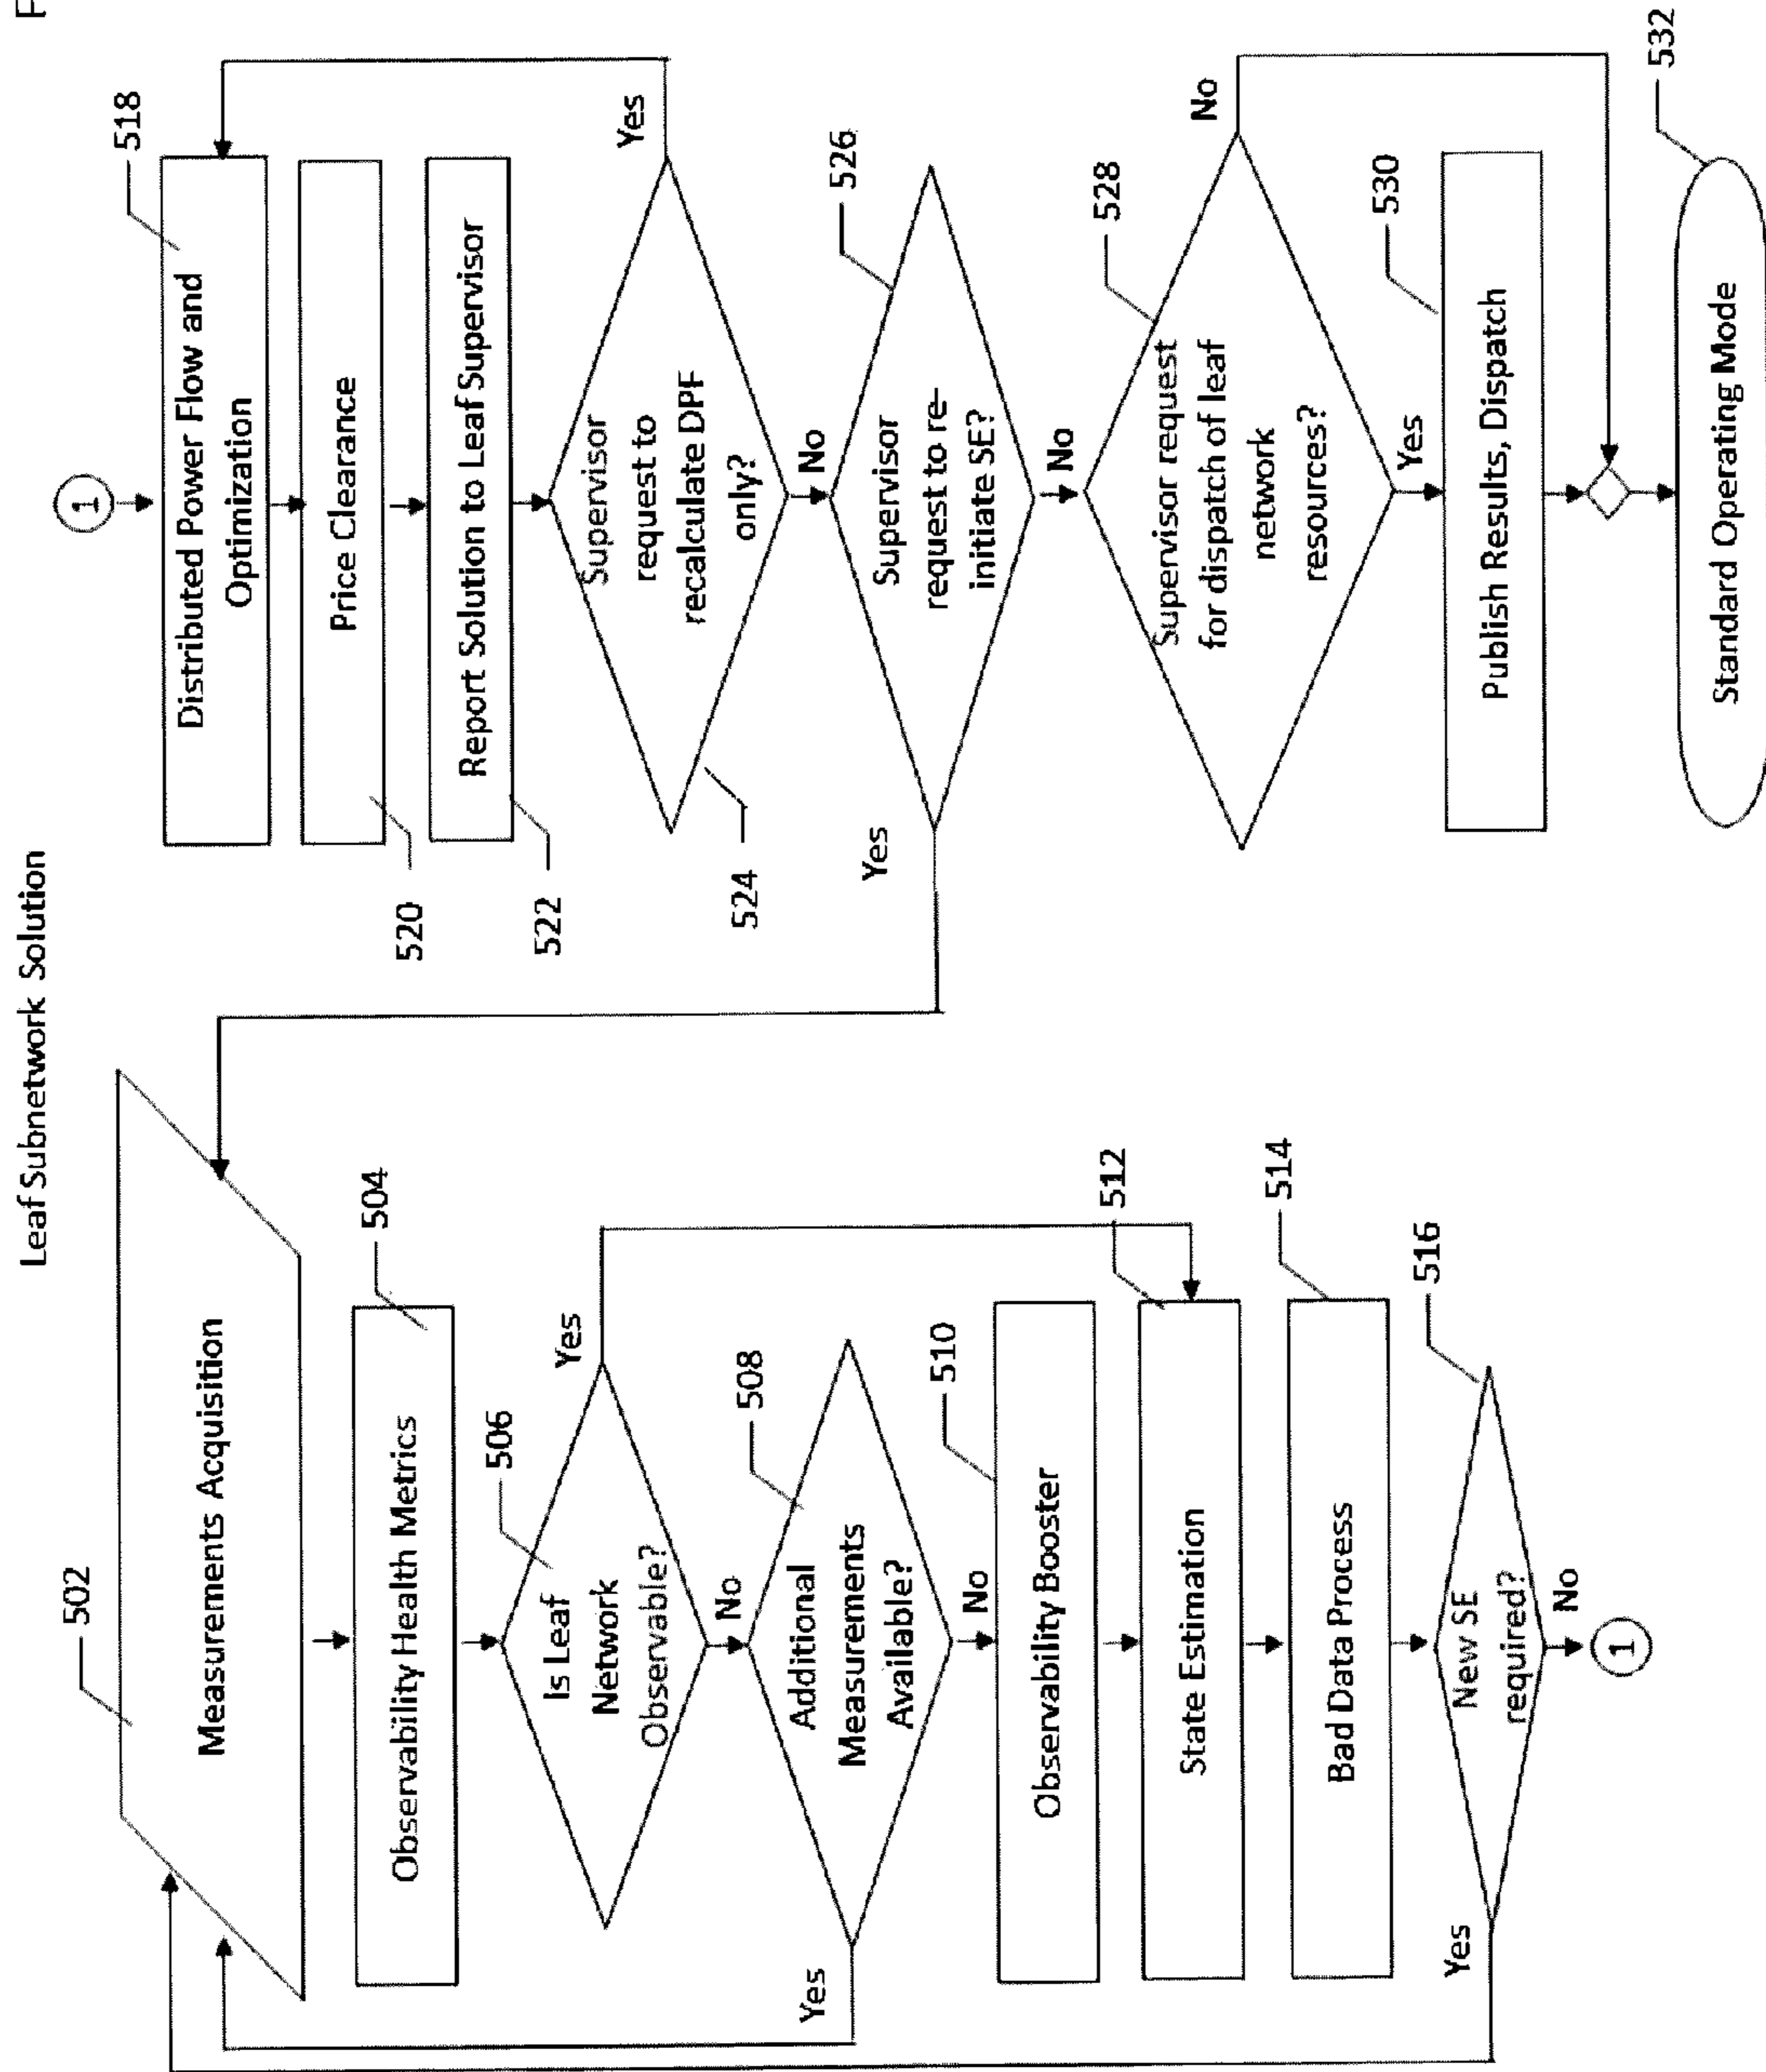 F
Leaf Subnetwork Solution
502
Measurements Acquisition
504
Observability Health Metrics
506
Is Leaf
Network
Observable?
Yes
No
508
Additional
Measurements
Available?
Yes
No
510
Observability Booster
512
State Estimation
514
Bad Data Process
516
New SE
required?
Yes
No
1
1
518
Distributed Power Flow and
Optimization
520
Price Clearance
522
Report Solution to Leaf Supervisor
524
Supervisor
request to
recalculate DPF
only?
Yes
No
526
Supervisor
request to re-
initiate SE?
Yes
No
528
Supervisor request
for dispatch of leaf
network
resources?
No
Yes
530
Publish Results, Dispatch
532
Standard Operating Mode